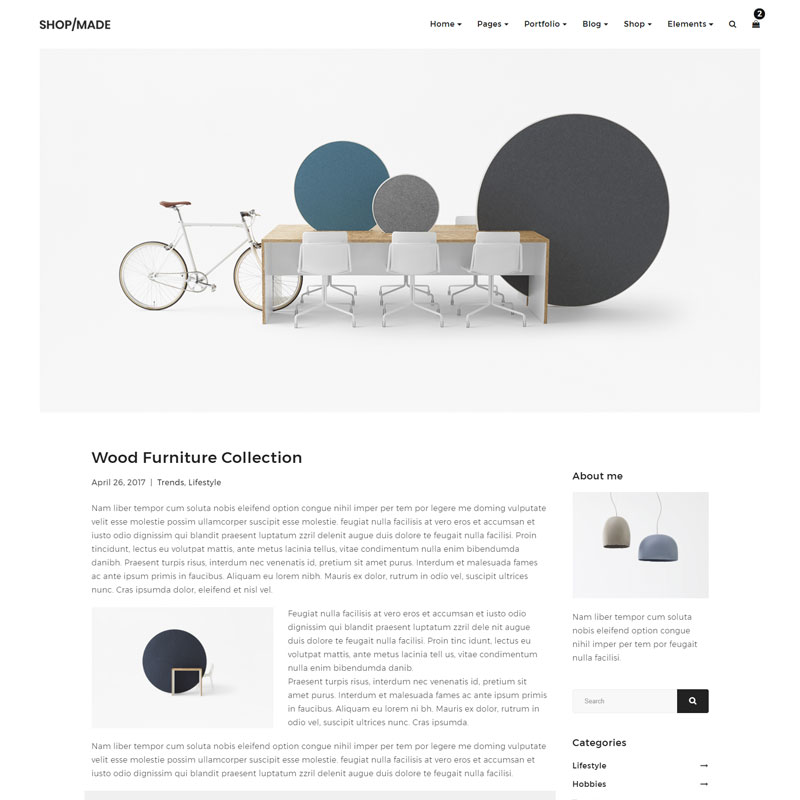 SHOP/MADE
Home Pages Portfolio Blog Shop Elements 2
Wood Furniture Collection
April 26, 2017 | Trends, Lifestyle
Nam liber tempor cum soluta nobis eleifend option congue nihil imper per tem por legere me doming vulputate
velit esse molestie possim ullamcorper suscipit esse molestie. feugiat nulla facilisis at vero eros et accumsan et
iusto odio dignissim qui blandit praesent luptatum zzril delenit augue duis dolore te feugait nulla facilisi. Proin
tincidunt, lectus eu volutpat mattis, ante metus lacinia tellus, vitae condimentum nulla enim bibendumda
danibh. Praesent turpis risus, interdum nec venenatis id, pretium sit amet purus. Interdum et malesuada fames
ac ante ipsum primis in faucibus. Aliquam eu lorem nibh. Mauris ex dolor, rutrum in odio vel, suscipit ultrices
nunc. Cras ipsumda dolor, eleifend et nisl vel.
Feugiat nulla facilisis at vero eros et accumsan et iusto odio
dignissim qui blandit praesent luptatum zzril dele nit augue
duis dolore te feugait nulla facilisi. Proin tinc idunt, lectus eu
volutpat mattis, ante metus lacinia tell us, vitae condimentum
nulla enim bibendumda danib.
Praesent turpis risus, interdum nec venenatis id, pretium sit
amet purus. Interdum et malesuada fames ac ante ipsum primis
in faucibus. Aliquam eu lorem ni bh. Mauris ex dolor, rutrum in
odio vel, suscipit ultrices nunc. Cras ipsumda.
Nam liber tempor cum soluta nobis eleifend option congue nihil imper per tem por legere me doming vulputate
velit esse molestie possim ullamcorper suscipit esse molestie. feugiat nulla facilisis at vero eros et accumsan et
iusto odio dignissim qui blandit praesent luptatum zzril delenit augue duis dolore te feugait nulla facilisi.
About me
Nam liber tempor cum soluta
nobis eleifend option congue
nihil imper per tem por feugait
nulla facilisi.
Search
Categories
Lifestyle
Hobbies